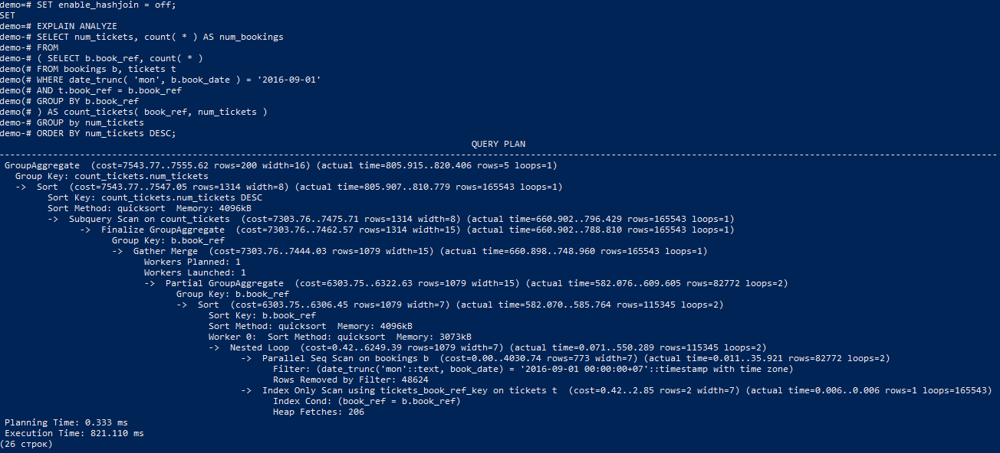 demo=# SET enable_hashjoin = off;
SET
demo=# EXPLAIN ANALYZE
demo-# SELECT num_tickets, count( * ) AS num_bookings
demo-# FROM
demo-# ( SELECT b.book_ref, count( * )
demo(# FROM bookings b, tickets t
demo(# WHERE date_trunc( 'mon', b.book_date ) = '2016-09-01'
demo(# AND t.book_ref = b.book_ref
demo(# GROUP BY b.book_ref
demo(# ) AS count_tickets( book_ref, num_tickets )
demo-# GROUP by num_tickets
demo-# ORDER BY num_tickets DESC;
QUERY PLAN
-----------------------------------------------------------------------------------------------------------------------------------------------------------------------------------------
GroupAggregate  (cost=7543.77..7555.62 rows=200 width=16) (actual time=805.915..820.406 rows=5 loops=1)
  Group Key: count_tickets.num_tickets
  ->  Sort  (cost=7543.77..7547.05 rows=1314 width=8) (actual time=805.907..810.779 rows=165543 loops=1)
        Sort Key: count_tickets.num_tickets DESC
        Sort Method: quicksort  Memory: 4096kB
        ->  Subquery Scan on count_tickets  (cost=7303.76..7475.71 rows=1314 width=8) (actual time=660.902..796.429 rows=165543 loops=1)
              ->  Finalize GroupAggregate  (cost=7303.76..7462.57 rows=1314 width=15) (actual time=660.902..788.810 rows=165543 loops=1)
                    Group Key: b.book_ref
                    ->  Gather Merge  (cost=7303.76..7444.03 rows=1079 width=15) (actual time=660.898..748.960 rows=165543 loops=1)
                          Workers Planned: 1
                          Workers Launched: 1
                          ->  Partial GroupAggregate  (cost=6303.75..6322.63 rows=1079 width=15) (actual time=582.076..609.605 rows=82772 loops=2)
                                Group Key: b.book_ref
                                ->  Sort  (cost=6303.75..6306.45 rows=1079 width=7) (actual time=582.070..585.764 rows=115345 loops=2)
                                      Sort Key: b.book_ref
                                      Sort Method: quicksort  Memory: 4096kB
                                      Worker 0:  Sort Method: quicksort  Memory: 3073kB
                                      ->  Nested Loop  (cost=0.42..6249.39 rows=1079 width=7) (actual time=0.071..550.289 rows=115345 loops=2)
                                            ->  Parallel Seq Scan on bookings b  (cost=0.00..4030.74 rows=773 width=7) (actual time=0.011..35.921 rows=82772 loops=2)
                                                  Filter: (date_trunc('mon'::text, book_date) = '2016-09-01 00:00:00+07'::timestamp with time zone)
                                                  Rows Removed by Filter: 48624
                                            ->  Index Only Scan using tickets_book_ref_key on tickets t  (cost=0.42..2.85 rows=2 width=7) (actual time=0.006..0.006 rows=1 loops=165543)
                                                  Index Cond: (book_ref = b.book_ref)
                                                  Heap Fetches: 206
Planning Time: 0.333 ms
Execution Time: 821.110 ms
(26 строк)